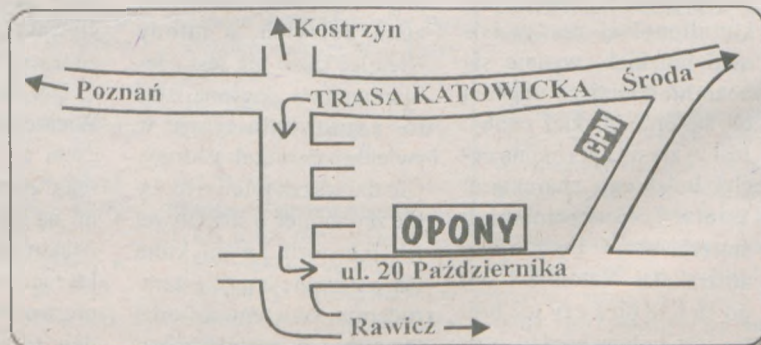 Kostrzyn
Poznań
TRASA KATOWICKA
Środa
CPN
OPONY
ul. 20 Października
Rawicz